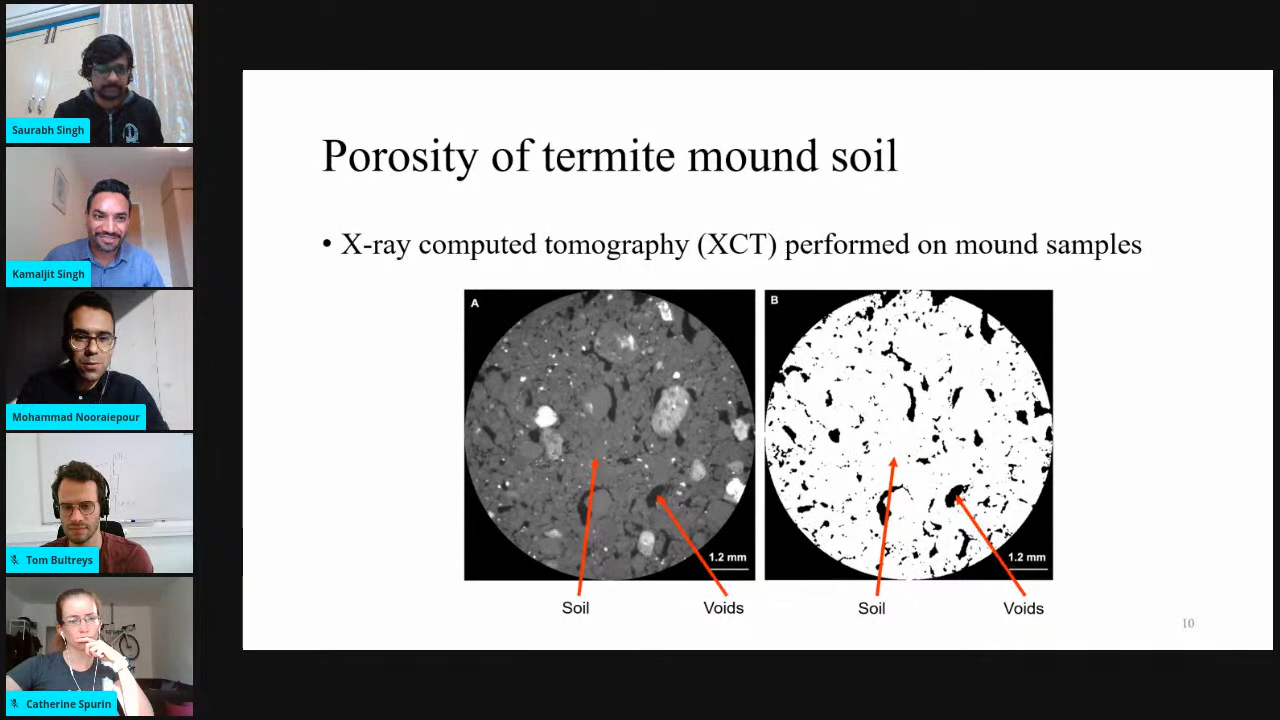 Saurabh Singh
Kamaljit Singh
Mohammad Nooraiepour
Tom Bultreys
Catherine Spurin
Porosity of termite mound soil
• X-ray computed tomography (XCT) performed on mound samples
A
B
1.2 mm
1.2 mm
Soil
Voids
Soil
Voids
10